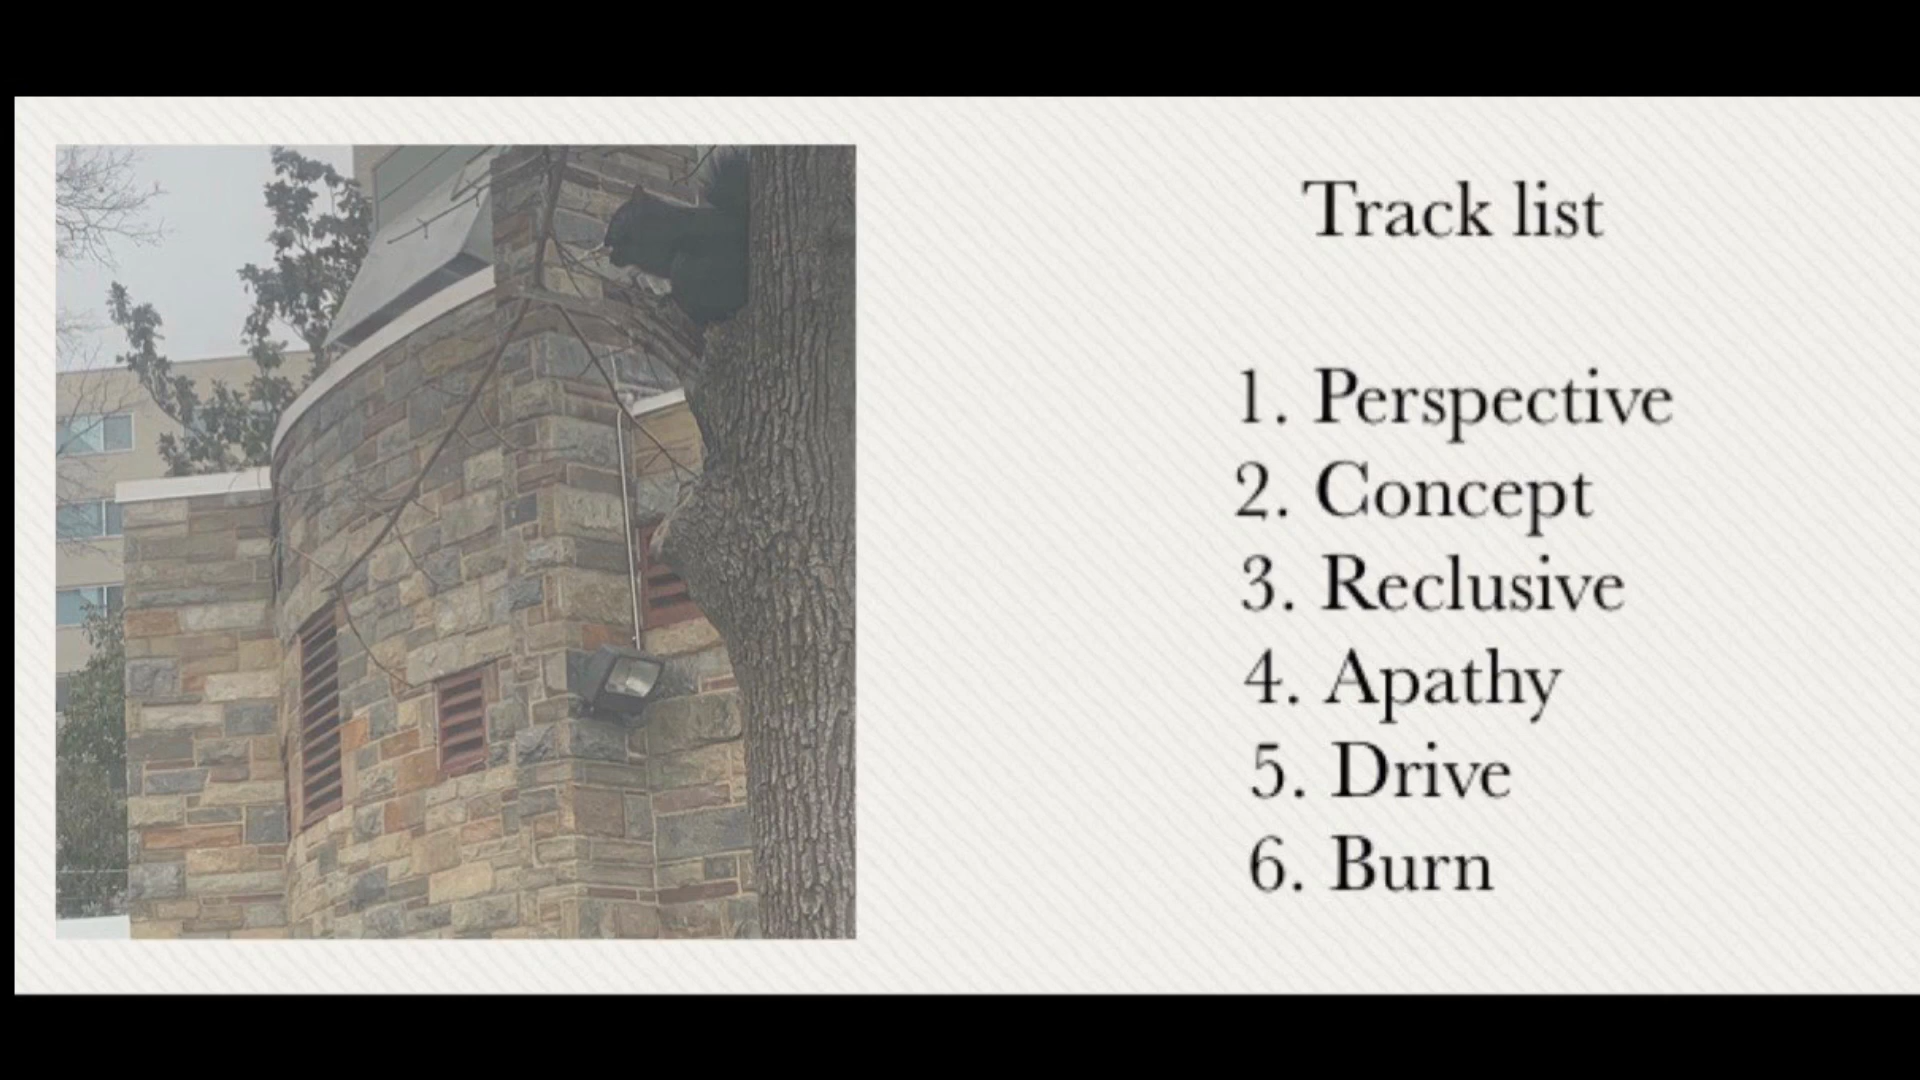 Track list
1. Perspective
2. Concept
3. Reclusive
4. Apathy
5. Drive
6. Burn